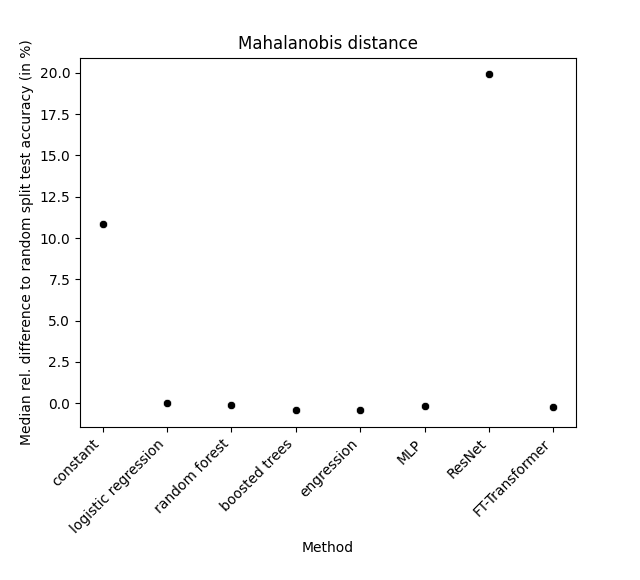 Mahalanobis distance
Median rel. difference to random split test accuracy (in %)
20.0
17.5
15.0
12.5
10.0
7.5
5.0
2.5
0.0
constant
logistic regression
random forest
boosted trees
engression
MLP
ResNet
FT-Transformer
Method